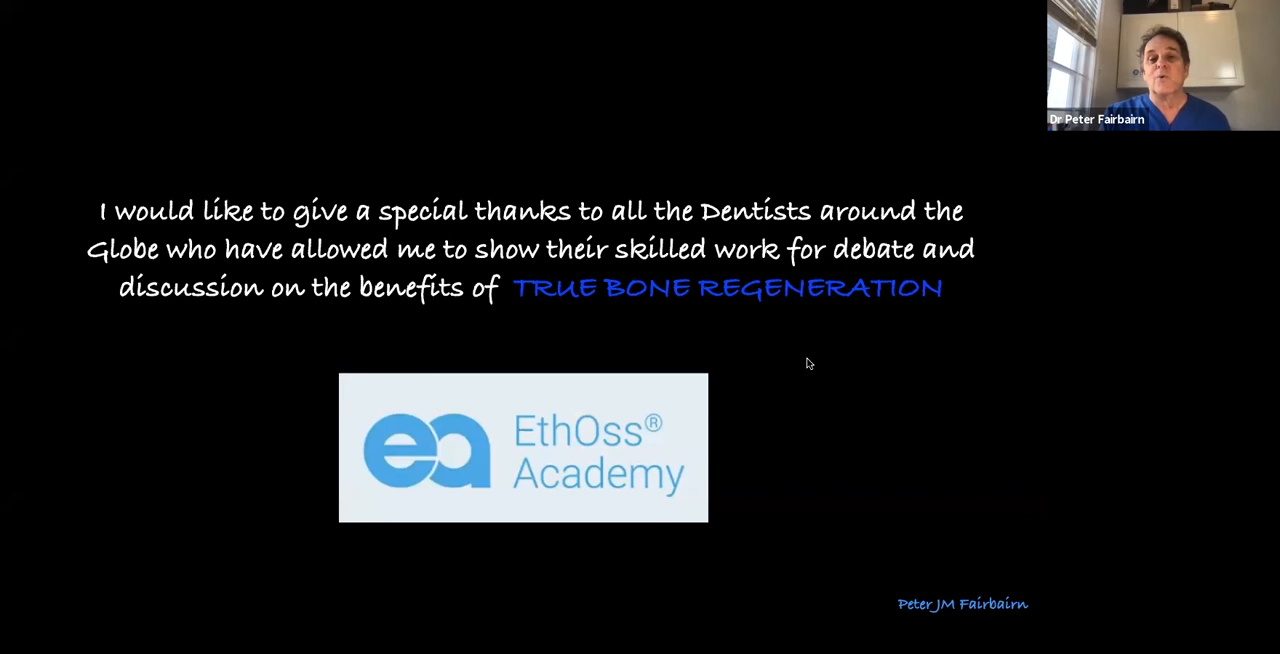 Dr Peter Fairbairn
I would like to give a special thanks to all the Dentists around the
Globe who have allowed me to show their skilled work for debate and
discussion on the benefits of TRUE BONE REGENERATION
ea
EthOss®
Academy
Peter JM Fairbairn